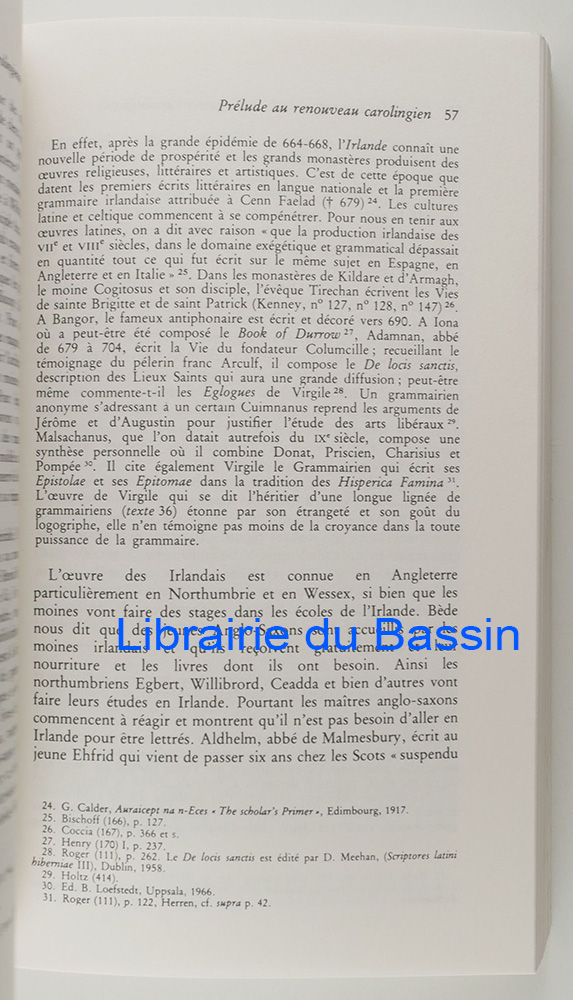 Prélude au renouveau carolingien 57
En effet, après la grande épidémie de 664-668, l'Irlande connaît une
nouvelle période de prospérité et les grands monastères produisent des
œuvres religieuses, littéraires et artistiques. C'est de cette époque que
datent les premiers écrits littéraires en langue nationale et la première
grammaire irlandaise attribuée à Cenn Faelad († 679) 24. Les cultures
latine et celtique commencent à se compénétrer. Pour nous en tenir aux
œuvres latines, on a dit avec raison « que la production irlandaise des
VIIe et VIIIe siècles, dans le domaine exégétique et grammatical dépassait
en quantité tout ce qui fut écrit sur le même sujet en Espagne, en
Angleterre et en Italie » 25. Dans les monastères de Kildare et d'Armagh,
le moine Cogitosus et son disciple, l'évêque Tirechan écrivent les Vies
de sainte Brigitte et de saint Patrick (Kenney, n° 127, n° 128, n° 147) 26.
A Bangor, le fameux antiphonaire est écrit et décoré vers 690. A Iona
où a peut-être été composé le Book of Durrow 27, Adamnan, abbé
de 679 à 704, écrit la Vie du fondateur Columcille ; recueillant le
témoignage du pélerin franc Arculf, il compose le De locis sanctis,
description des Lieux Saints qui aura une grande diffusion ; peut-être
même commente-t-il les Eglogues de Virgile 28. Un grammairien
anonyme s'adressant à un certain Cuimnanus reprend les arguments de
Jérôme et d'Augustin pour justifier l'étude des arts libéraux 29.
Malsachanus, que l'on datait autrefois du IXe siècle, compose une
synthèse personnelle où il combine Donat, Priscien, Charisius et
Pompée 30. Il cite également Virgile le Grammairien qui écrit ses
Epistolae et ses Epitomae dans la tradition des Hisperica Famina 31.
L'œuvre de Virgile qui se dit l'héritier d'une longue lignée de
grammairiens (texte 36) étonne par son étrangeté et son goût du
logogriphe, elle n'en témoigne pas moins de la croyance dans la toute
puissance de la grammaire.
L'œuvre des Irlandais est connue en Angleterre
particulièrement en Northumbrie et en Wessex, si bien que les
moines vont faire des stages dans les écoles de l'Irlande. Bède
nous dit que des jeunes Anglo-Saxons sont accueillis par les
moines irlandais et qu'ils reçoivent gratuitement et leur
nourriture et les livres dont ils ont besoin. Ainsi les
northumbriens Egbert, Willibrord, Ceadda et bien d'autres vont
faire leurs études en Irlande. Pourtant les maîtres anglo-saxons
commencent à réagir et montrent qu'il n'est pas besoin d'aller en
Irlande pour être lettrés. Aldhelm, abbé de Malmesbury, écrit au
jeune Ehfrid qui vient de passer six ans chez les Scots « suspendu
24. G. Calder, Auraicept na n-Eces « The scholar's Primer », Edimbourg, 1917.
25. Bischoff (166), p. 127.
26. Coccia (167), p. 366 et s.
27. Henry (170) I, p. 237.
28. Roger (111), p. 262. Le De locis sanctis est édité par D. Meehan, (Scriptores latini
hiberniae III), Dublin, 1958.
29. Holtz (414).
30. Ed. B. Loefstedt, Uppsala, 1966.
31. Roger (111), p. 122, Herren, cf. supra p. 42.
Librairie du Bassin